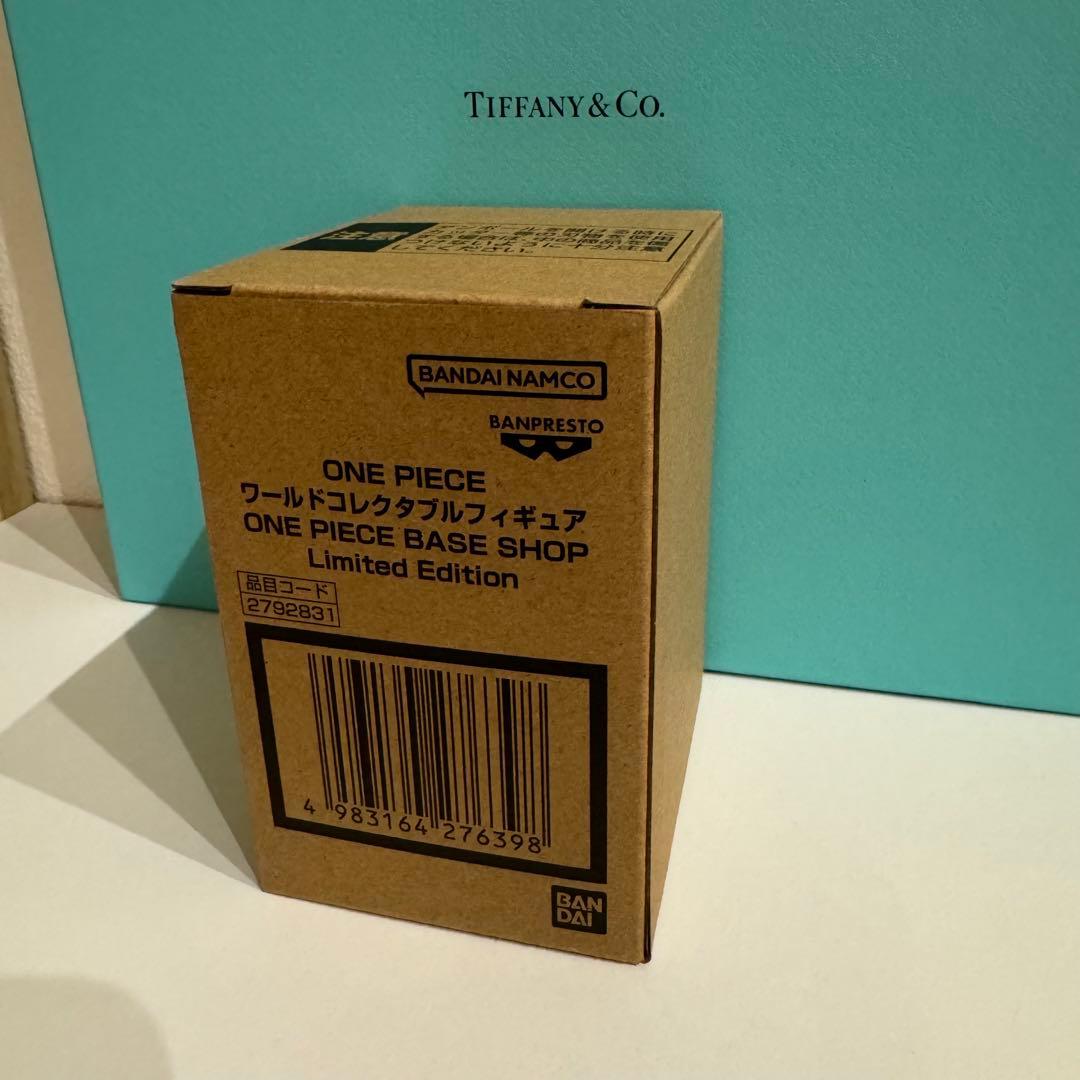 TIFFANY & CO.
BANDAI NAMCO
BANPRESTO
ONE PIECE
ワールドコレクタブルフィギュア
ONE PIECE BASE SHOP
Limited Edition
品目コード
2792831
4 983164 276398
BAN
DAI